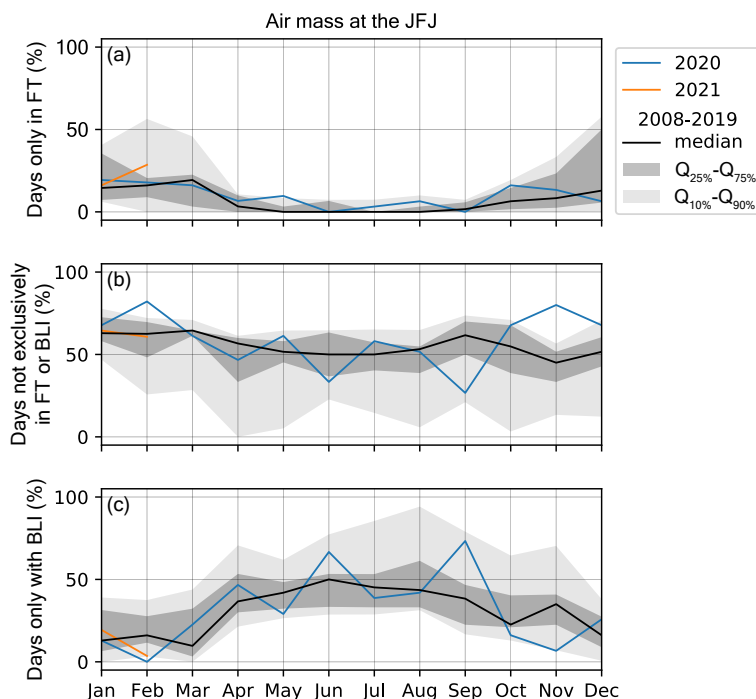 Air mass at the JFJ
(a)
Days only in FT (%)
100
50
0
2020
2021
2008-2019
median
Q25%-Q75%
Q10%-Q90%
(b)
Days not exclusively
in FT or BLI (%)
100
50
0
(c)
Days only with BLI (%)
100
50
0
Jan Feb Mar Apr May Jun Jul Aug Sep Oct Nov Dec